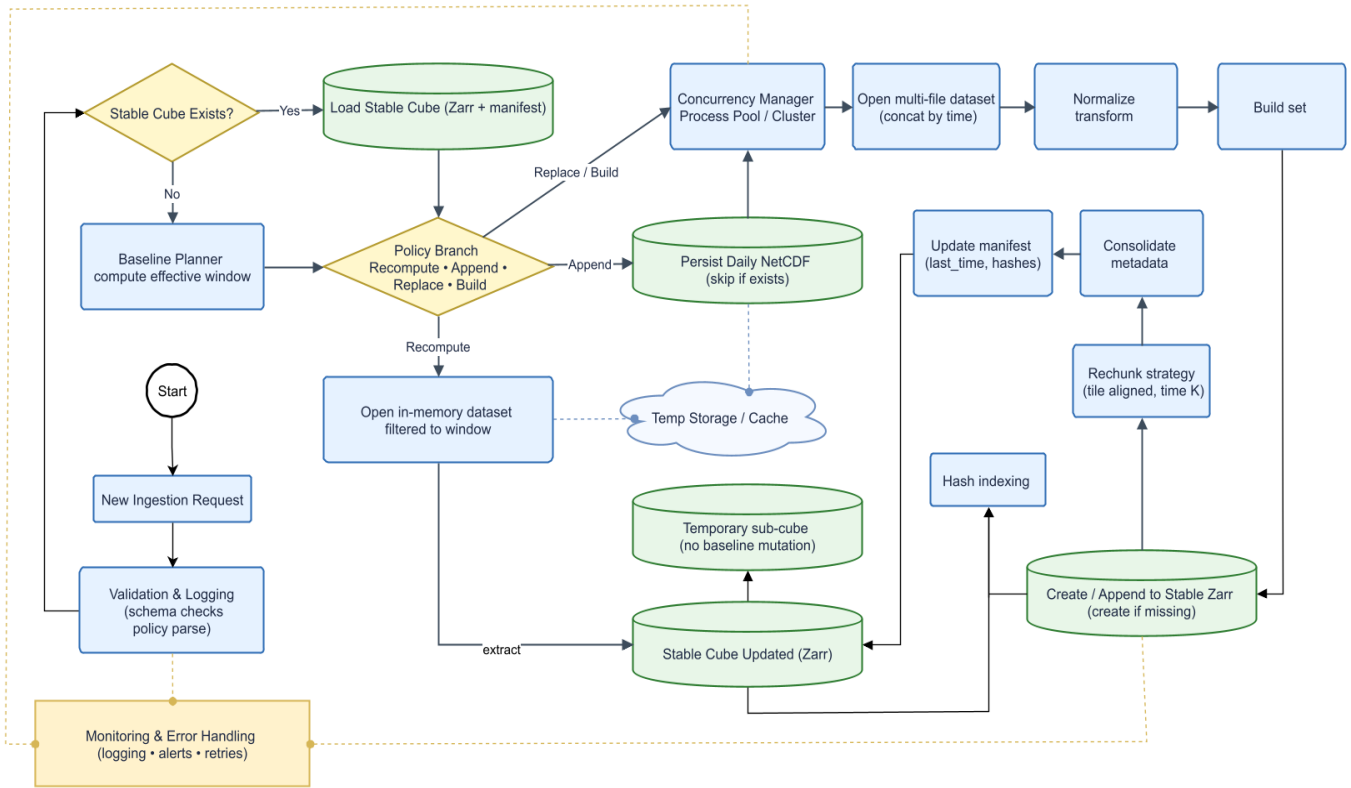 Stable Cube Exists?
Yes
Load Stable Cube (Zarr + manifest)
Concurrency Manager
Process Pool / Cluster
Open multi-file dataset
(concat by time)
Normalize
transform
Build set
No
Replace / Build
Baseline Planner
compute effective window
Policy Branch
Recompute • Append •
Replace • Build
Append
Persist Daily NetCDF
(skip if exists)
Update manifest
(last_time, hashes)
Consolidate
metadata
Recompute
Start
Open in-memory dataset
filtered to window
Temp Storage / Cache
Rechunk strategy
(tile aligned, time K)
New Ingestion Request
Hash indexing
Temporary sub-cube
(no baseline mutation)
Validation & Logging
(schema checks
policy parse)
Create / Append to Stable Zarr
(create if missing)
extract
Stable Cube Updated (Zarr)
Monitoring & Error Handling
(logging • alerts • retries)